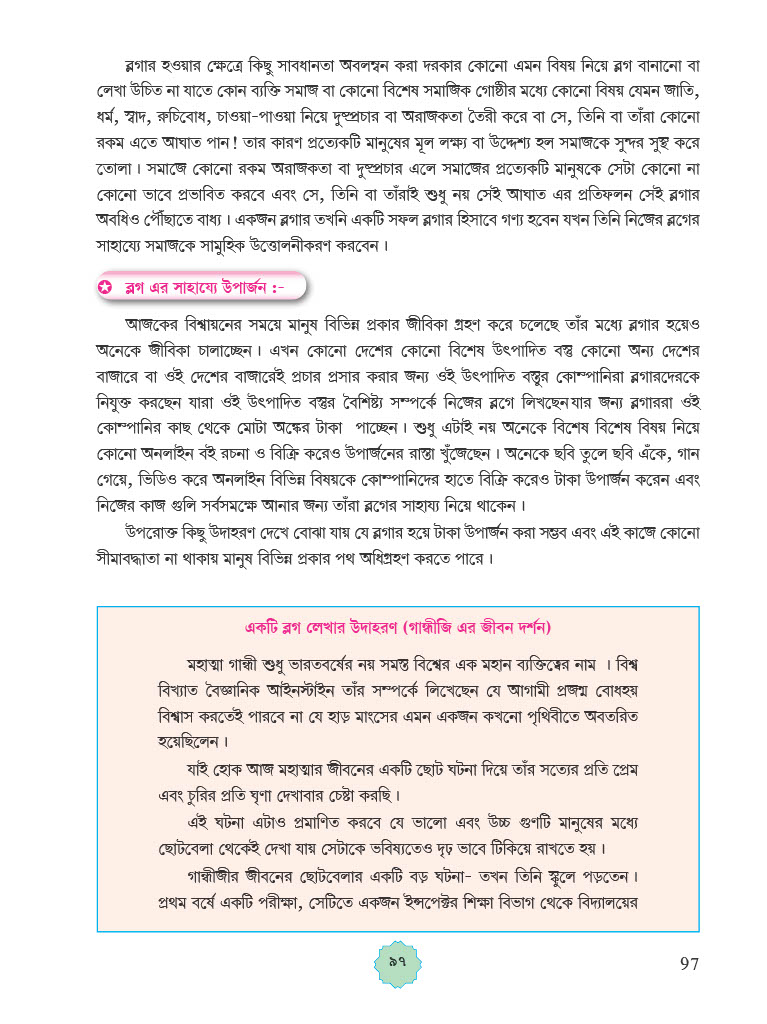 ব্লগার হওয়ার ক্ষেত্রে কিছু সাবধানতা অবলম্বন করা দরকার কোনো এমন বিষয় নিয়ে ব্লগ বানানো বা
লেখা উচিত না যাতে কোন ব্যক্তি সমাজ বা কোনো বিশেষ সমাজিক গোষ্ঠীর মধ্যে কোনো বিষয় যেমন জাতি,
ধর্ম, স্বাদ, রুচিবোধ, চাওয়া-পাওয়া নিয়ে দুষ্প্রচার বা অরাজকতা তৈরী করে বা সে, তিনি বা তাঁরা কোনো
রকম এতে আঘাত পান! তার কারণ প্রত্যেকটি মানুষের মূল লক্ষ্য বা উদ্দেশ্য হল সমাজকে সুন্দর সুস্থ করে
তোলা। সমাজে কোনো রকম অরাজকতা বা দুষ্প্রচার এলে সমাজের প্রত্যেকটি মানুষকে সেটা কোনো না
কোনো ভাবে প্রভাবিত করবে এবং সে, তিনি বা তাঁরাই শুধু নয় সেই আঘাত এর প্রতিফলন সেই ব্লগার
অবধিও পৌঁছাতে বাধ্য। একজন ব্লগার তখনি একটি সফল ব্লগার হিসাবে গণ্য হবেন যখন তিনি নিজের ব্লগের
সাহায্যে সমাজকে সামুহিক উত্তোলনীকরণ করবেন।
ব্লগ এর সাহায্যে উপার্জন :-
আজকের বিশ্বায়নের সময়ে মানুষ বিভিন্ন প্রকার জীবিকা গ্রহণ করে চলেছে তাঁর মধ্যে ব্লগার হয়েও
অনেকে জীবিকা চালাচ্ছেন। এখন কোনো দেশের কোনো বিশেষ উৎপাদিত বস্তু কোনো অন্য দেশের
বাজারে বা ওই দেশের বাজারেই প্রচার প্রসার করার জন্য ওই উৎপাদিত বস্তুর কোম্পানিরা ব্লগারদেরকে
নিযুক্ত করছেন যারা ওই উৎপাদিত বস্তুর বৈশিষ্ট্য সম্পর্কে নিজের ব্লগে লিখছেন যার জন্য ব্লগাররা ওই
কোম্পানির কাছ থেকে মোটা অঙ্কের টাকা পাচ্ছেন। শুধু এটাই নয় অনেকে বিশেষ বিশেষ বিষয় নিয়ে
কোনো অনলাইন বই রচনা ও বিক্রি করেও উপার্জনের রাস্তা খুঁজেছেন। অনেকে ছবি তুলে ছবি এঁকে, গান
গেয়ে, ভিডিও করে অনলাইন বিভিন্ন বিষয়কে কোম্পানিদের হাতে বিক্রি করেও টাকা উপার্জন করেন এবং
নিজের কাজ গুলি সর্বসমক্ষে আনার জন্য তাঁরা ব্লগের সাহায্য নিয়ে থাকেন।
উপরোক্ত কিছু উদাহরণ দেখে বোঝা যায় যে ব্লগার হয়ে টাকা উপার্জন করা সম্ভব এবং এই কাজে কোনো
সীমাবদ্ধাতা না থাকায় মানুষ বিভিন্ন প্রকার পথ অধিগ্রহণ করতে পারে।
একটি ব্লগ লেখার উদাহরণ (গান্ধীজি এর জীবন দর্শন)
মহাত্মা গান্ধী শুধু ভারতবর্ষের নয় সমস্ত বিশ্বের এক মহান ব্যক্তিত্বের নাম । বিশ্ব
বিখ্যাত বৈজ্ঞানিক আইনস্টাইন তাঁর সম্পর্কে লিখেছেন যে আগামী প্রজন্ম বোধহয়
বিশ্বাস করতেই পারবে না যে হাড় মাংসের এমন একজন কখনো পৃথিবীতে অবতরিত
হয়েছিলেন।
যাই হোক আজ মহাত্মার জীবনের একটি ছোট ঘটনা দিয়ে তাঁর সত্যের প্রতি প্রেম
এবং চুরির প্রতি ঘৃণা দেখাবার চেষ্টা করছি।
এই ঘটনা এটাও প্রমাণিত করবে যে ভালো এবং উচ্চ গুণটি মানুষের মধ্যে
ছোটবেলা থেকেই দেখা যায় সেটাকে ভবিষ্যতেও দৃঢ় ভাবে টিকিয়ে রাখতে হয়।
গান্ধীজীর জীবনের ছোটবেলার একটি বড় ঘটনা- তখন তিনি স্কুলে পড়তেন।
প্রথম বর্ষে একটি পরীক্ষা, সেটিতে একজন ইন্সপেক্টর শিক্ষা বিভাগ থেকে বিদ্যালয়ের
৯৭
97